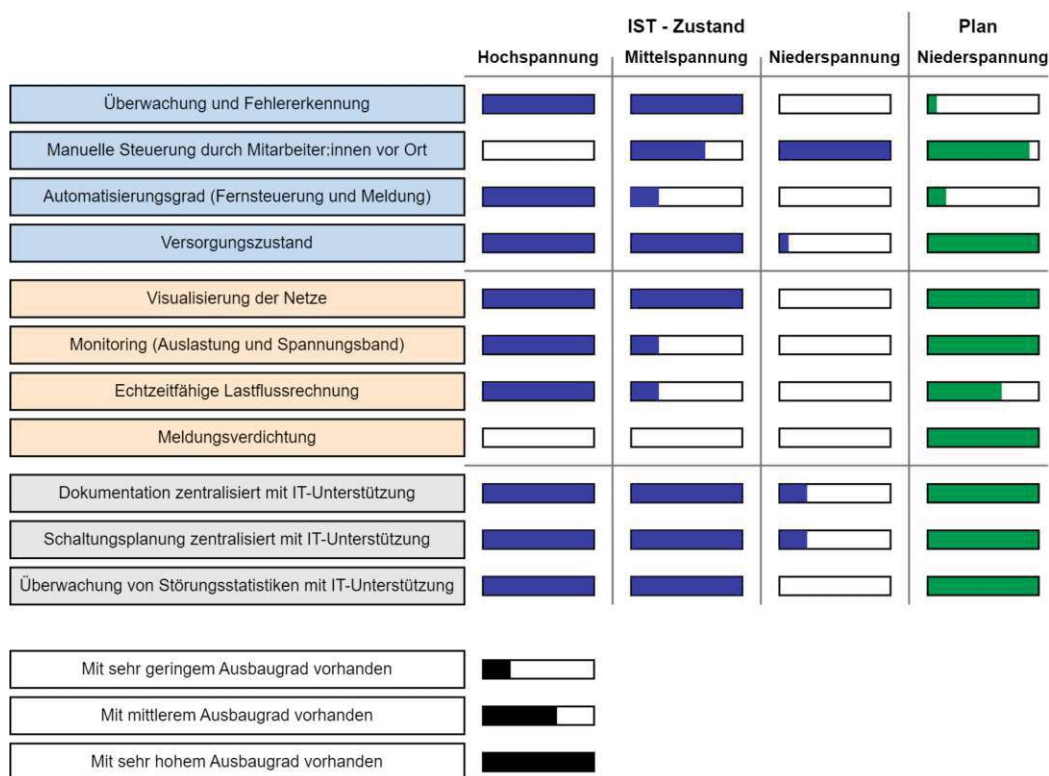 IST - Zustand Plan
Hochspannung Mittelspannung Niederspannung Niederspannung
Überwachung und Fehlererkennung
Manuelle Steuerung durch Mitarbeiter:innen vor Ort
Automatisierungsgrad (Fernsteuerung und Meldung)
Versorgungszustand
Visualisierung der Netze
Monitoring (Auslastung und Spannungsband)
Echtzeitfähige Lastflussrechnung
Meldungsverdichtung
Dokumentation zentralisiert mit IT-Unterstützung
Schaltungsplanung zentralisiert mit IT-Unterstützung
Überwachung von Störungsstatistiken mit IT-Unterstützung
Mit sehr geringem Ausbaugrad vorhanden
Mit mittlerem Ausbaugrad vorhanden
Mit sehr hohem Ausbaugrad vorhanden